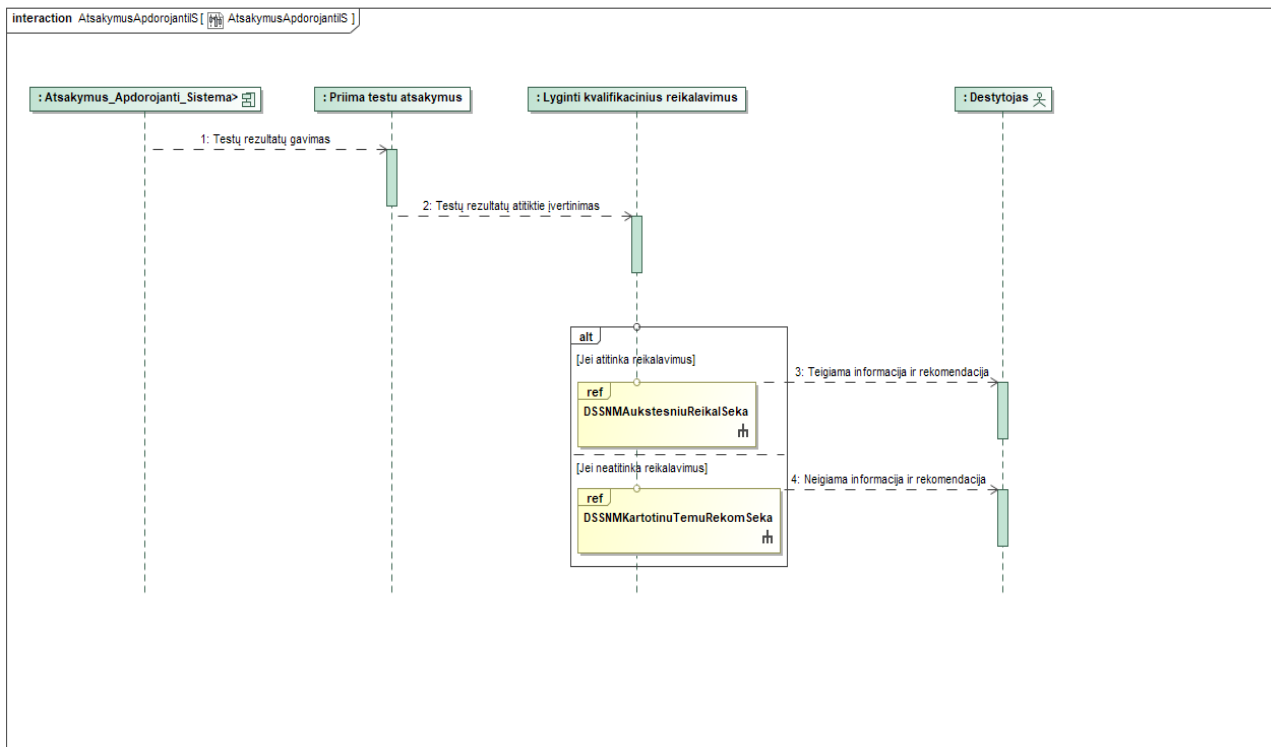 interaction AtsakymusApdorojantiIS [ AtsakymusApdorojantiIS ]
: Atsakymus_Apdorojanti_Sistema>
: Priima testu atsakymus
: Lyginti kvalifikacinius reikalavimus
: Destytojas
1: Testų rezultatų gavimas
2: Testų rezultatų atitiktie įvertinimas
alt
[Jei atitinka reikalavimus]
3: Teigiama informacija ir rekomendacija
ref
DSSNMAukstesniuReikalSeka
[Jei neatitinka reikalavimus]
4: Neigiama informacija ir rekomendacija
ref
DSSNMKartotinuTemuRekomSeka